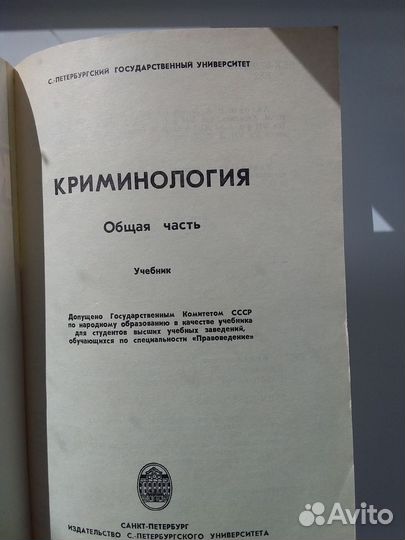 С.-ПЕТЕРБУРГСКИЙ ГОСУДАРСТВЕННЫЙ УНИВЕРСИТЕТ
КРИМИНОЛОГИЯ
Общая часть
Учебник
Допущено Государственным Комитетом СССР
по народному образованию в качестве учебника
для студентов высших учебных заведений,
обучающихся по специальности «Правоведение»
САНКТ-ПЕТЕРБУРГ
ИЗДАТЕЛЬСТВО С.-ПЕТЕРБУРГСКОГО УНИВЕРСИТЕТА
Avito